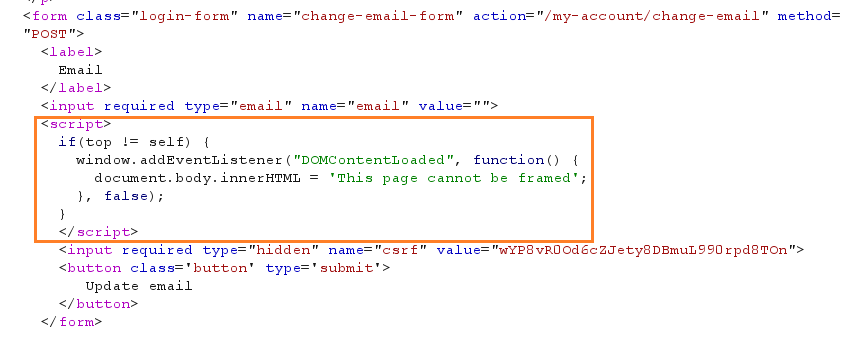 <form class="login-form" name="change-email-form" action="/my-account/change-email" method=
"POST">
<label>
Email
</label>
<input required type="email" name="email" value="">
<script>
if(top != self) {
window.addEventListener("DOMContentLoaded", function() {
document.body.innerHTML = 'This page cannot be framed';
}, false);
}
</script>
<input required type="hidden" name="csrf" value="wYP8vR0Od6cZJety8DBmuL990rpd8TOn">
<button class='button' type='submit'>
Update email
</button>
</form>